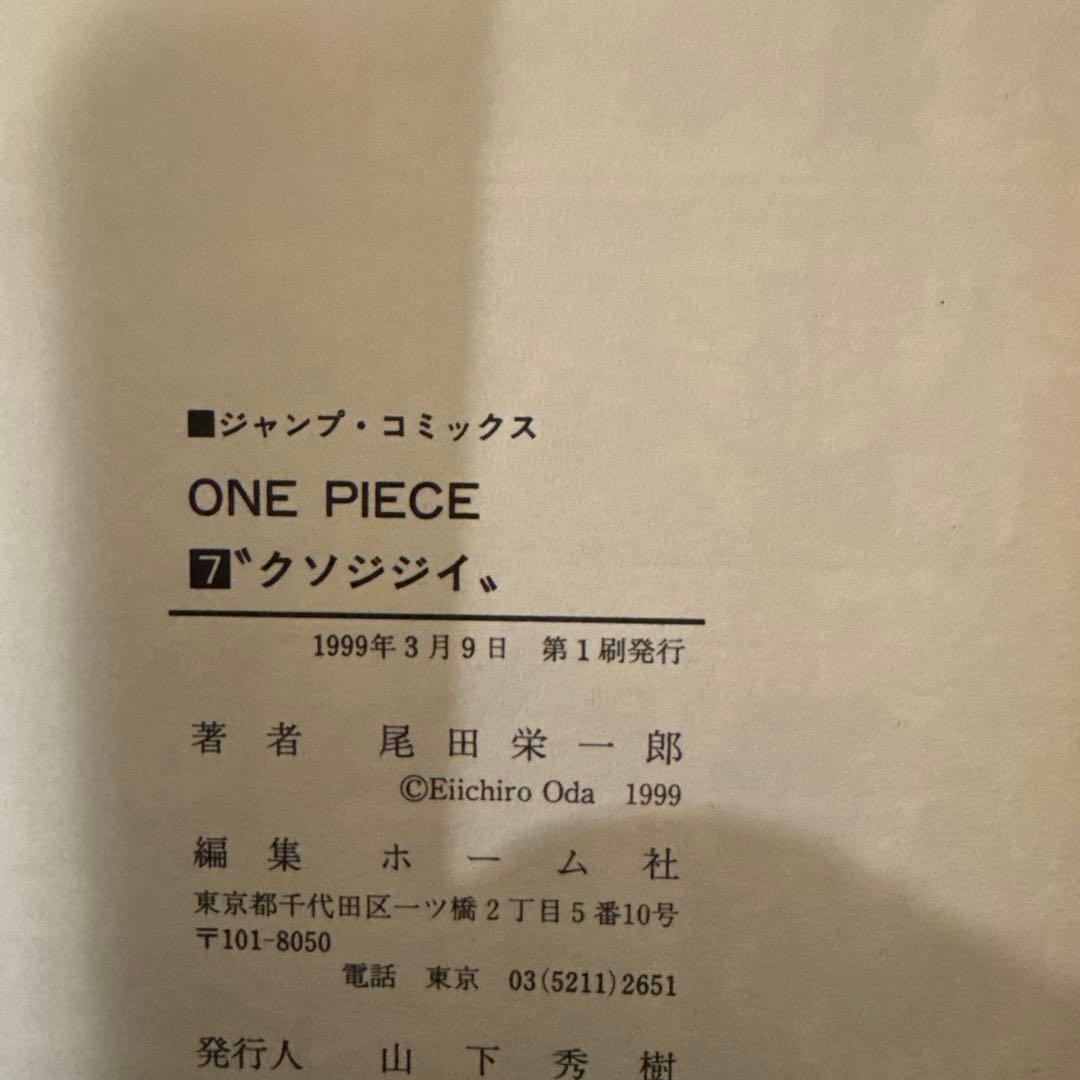 ■ジャンプ・コミックス
ONE PIECE
7〝クソジジイ〟
1999年3月9日 第1刷発行
著者 尾田栄一郎
©Eiichiro Oda 1999
編集 ホーム社
東京都千代田区一ツ橋2丁目5番10号
〒101-8050
電話 東京 03(5211)2651
発行人 山下秀樹